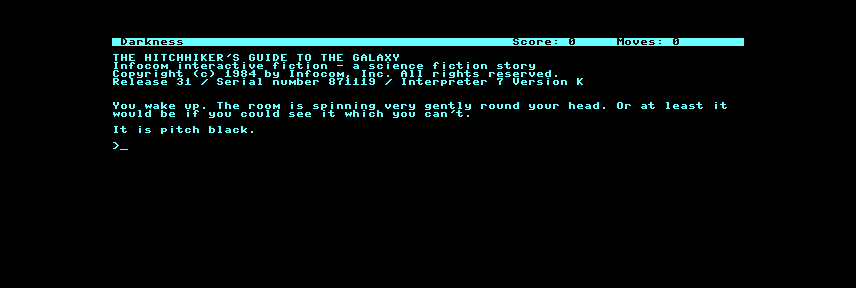 Darkness Score: 0 Moves: 0
THE HITCHHIKER'S GUIDE TO THE GALAXY
Infocom interactive fiction - a science fiction story
Copyright (c) 1984 by Infocom, Inc. All rights reserved.
Release 31 / Serial number 871119 / Interpreter 7 Version K
You wake up. The room is spinning very gently round your head. Or at least it
would be if you could see it which you can't.
It is pitch black.
>_